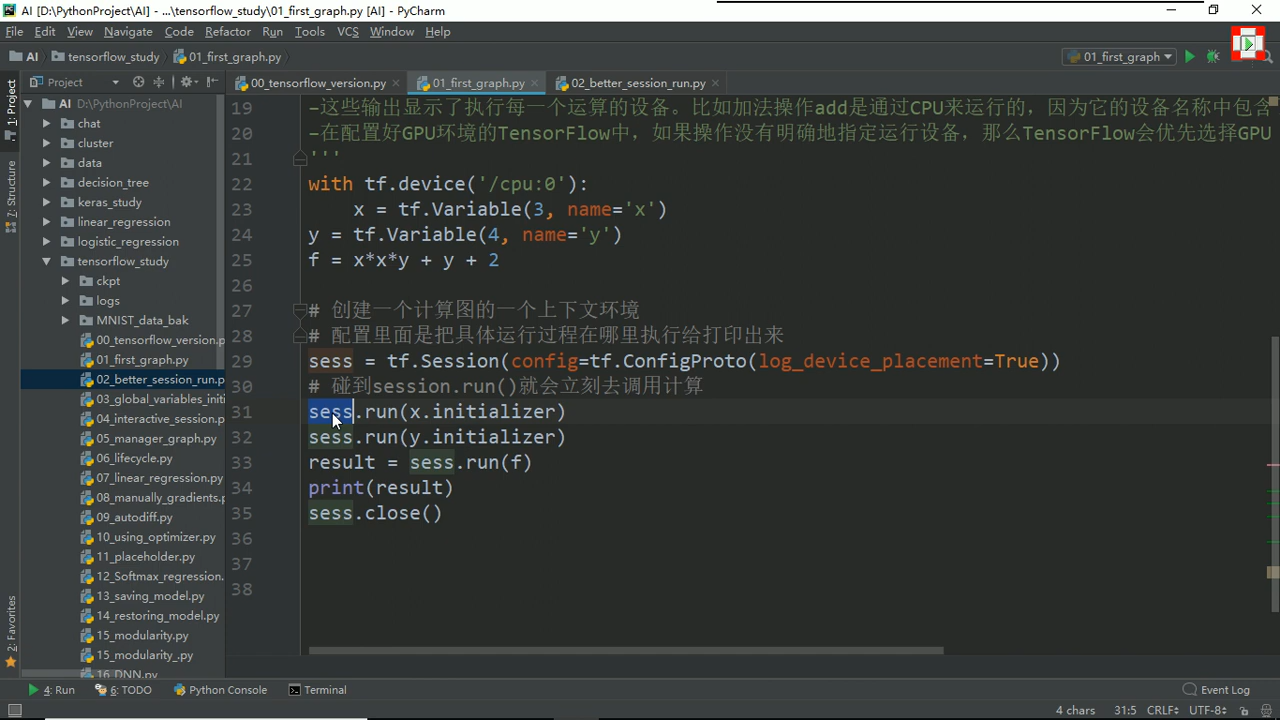 AI [D:\PythonProject\AI] - ...\tensorflow_study\01_first_graph.py [AI] - PyCharm
File Edit View Navigate Code Refactor Run Tools VCS Window Help
AI tensorflow_study 01_first_graph.py 01_first_graph
Project 00_tensorflow_version.py 01_first_graph.py 02_better_session_run.py
1: Project
7: Structure
2: Favorites
AI D:\PythonProject\AI
chat
cluster
data
decision_tree
keras_study
linear_regression
logistic_regression
tensorflow_study
ckpt
logs
MNIST_data_bak
00_tensorflow_version.p
01_first_graph.py
02_better_session_run.p
03_global_variables_initi
04_interactive_session.p
05_manager_graph.py
06_lifecycle.py
07_linear_regression.py
08_manually_gradients.p
09_autodiff.py
10_using_optimizer.py
11_placeholder.py
12_Softmax_regression.
13_saving_model.py
14_restoring_model.py
15_modularity.py
15_modularity_.py
16_DNN.py
19 -这些输出显示了执行每一个运算的设备。比如加法操作add是通过CPU来运行的，因为它的设备名称中包含
20 -在配置好GPU环境的TensorFlow中，如果操作没有明确地指定运行设备，那么TensorFlow会优先选择GPU
21 '''
22 with tf.device('/cpu:0'):
23 x = tf.Variable(3, name='x')
24 y = tf.Variable(4, name='y')
25 f = x*x*y + y + 2
26
27 # 创建一个计算图的一个上下文环境
28 # 配置里面是把具体运行过程在哪里执行给打印出来
29 sess = tf.Session(config=tf.ConfigProto(log_device_placement=True))
30 # 碰到session.run()就会立刻去调用计算
31 sess.run(x.initializer)
32 sess.run(y.initializer)
33 result = sess.run(f)
34 print(result)
35 sess.close()
36
37
38
4: Run 6: TODO Python Console Terminal Event Log
4 chars 31:5 CRLF UTF-8